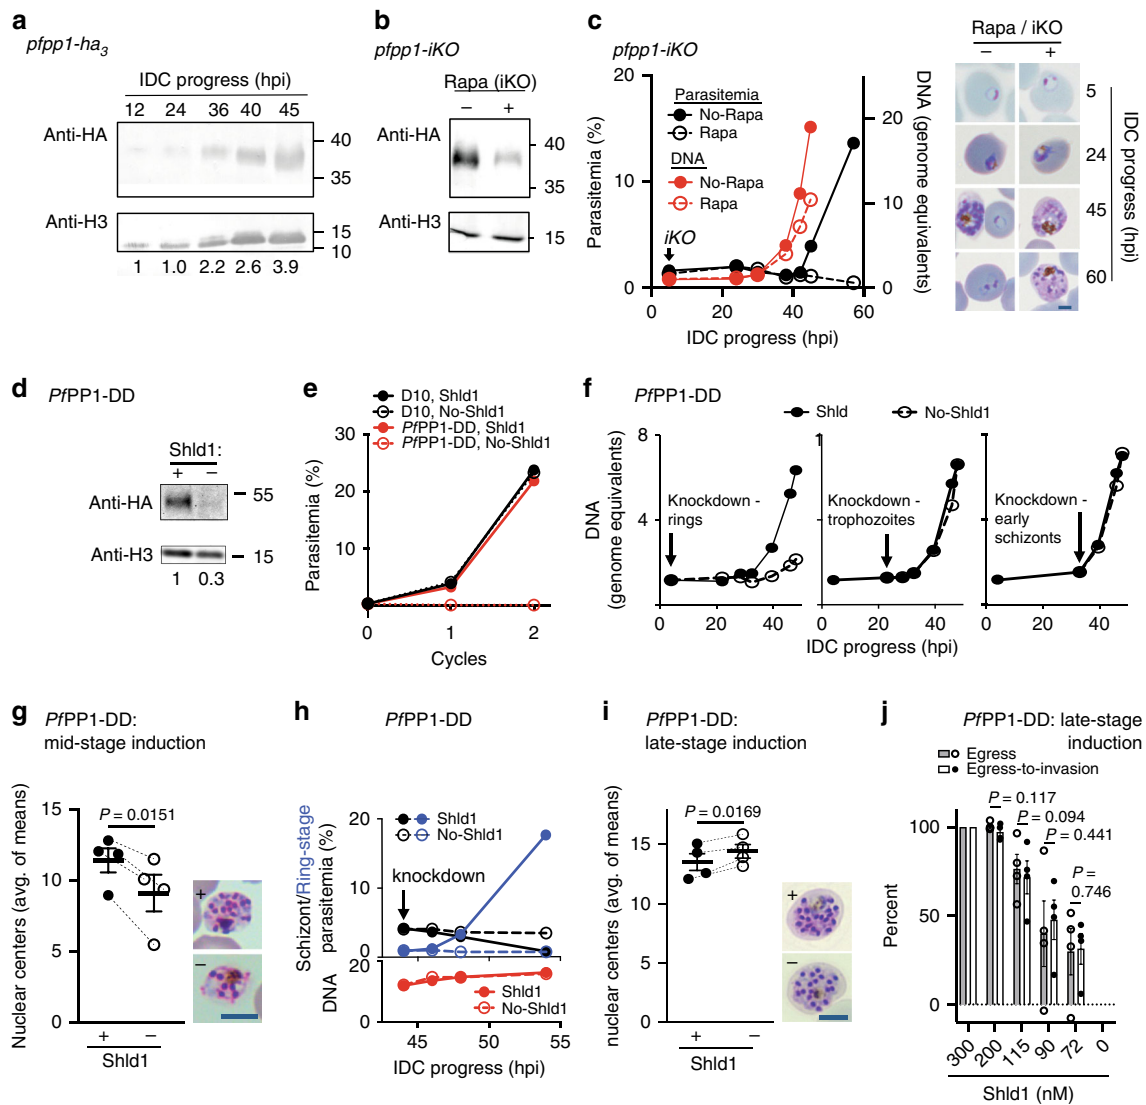 a
pfpp1-ha3
IDC progress (hpi)
12 24 36 40 45
Anti-HA
40
35
Anti-H3
15
10
1 1.0 2.2 2.6 3.9
b
pfpp1-iKO
Rapa (iKO)
– +
Anti-HA
40
35
Anti-H3
15
c
pfpp1-iKO
Parasitemia (%)
20
10
0
Parasitemia
No-Rapa
Rapa
DNA
No-Rapa
Rapa
iKO
20
10
0
DNA (genome equivalents)
0 20 40 60
IDC progress (hpi)
Rapa / iKO
– +
5
24
45
60
IDC progress (hpi)
d
PfPP1-DD
Shld1:
+ –
Anti-HA
55
Anti-H3
15
1 0.3
e
D10, Shld1
D10, No-Shld1
PfPP1-DD, Shld1
PfPP1-DD, No-Shld1
Parasitemia (%)
30
20
10
0 1 2
Cycles
f
PfPP1-DD
Shld
No-Shld1
DNA
(genome equivalents)
8
4
Knockdown -
rings
0 20 40
1
Knockdown -
trophozoites
0 20 40
Knockdown -
early
schizonts
0 20 40
IDC progress (hpi)
g
PfPP1-DD:
mid-stage induction
Nuclear centers (avg. of means)
15
10
5
0
P = 0.0151
+ –
Shld1
+
–
h
PfPP1-DD
Schizont/Ring-stage
parasitemia (%)
20
10
0
Shld1
No-Shld1
knockdown
DNA
20
0
Shld1
No-Shld1
45 50 55
IDC progress (hpi)
i
PfPP1-DD:
late-stage induction
nuclear centers (avg. of means)
15
10
5
0
P = 0.0169
+ –
Shld1
+
–
j
PfPP1-DD: late-stage
induction
Egress
Egress-to-invasion
P = 0.117
P = 0.094
P = 0.441
P =
0.746
Percent
100
50
0
300 200 115 90 72 0
Shld1 (nM)